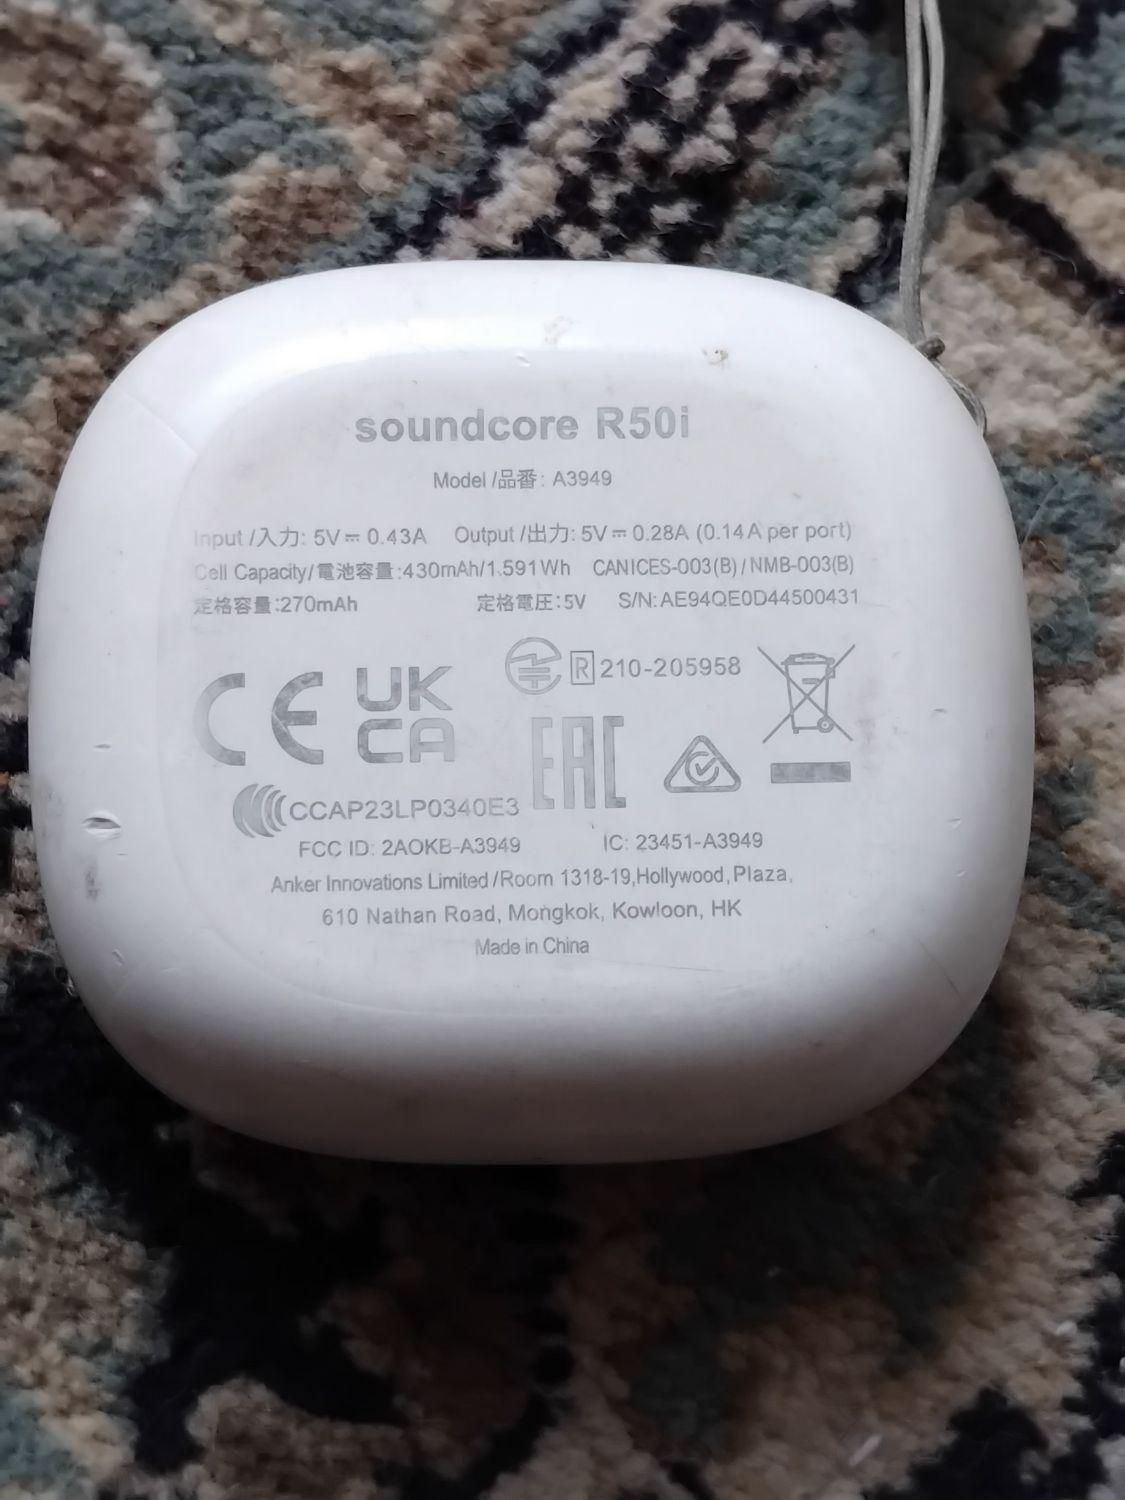 soundcore R50i
Model /品番: A3949
Input /入力: 5V⎓0.43A Output /出力: 5V⎓0.28A (0.14A per port)
Cell Capacity/電池容量:430mAh/1.591Wh CANICES-003(B) / NMB-003(B)
定格容量:270mAh 定格電圧:5V S/N:AE94QE0D44500431
CE UK CA R 210-205958
EAC
CCAP23LP0340E3
FCC ID: 2AOKB-A3949 IC: 23451-A3949
Anker Innovations Limited /Room 1318-19,Hollywood,Plaza,
610 Nathan Road, Mongkok, Kowloon, HK
Made in China